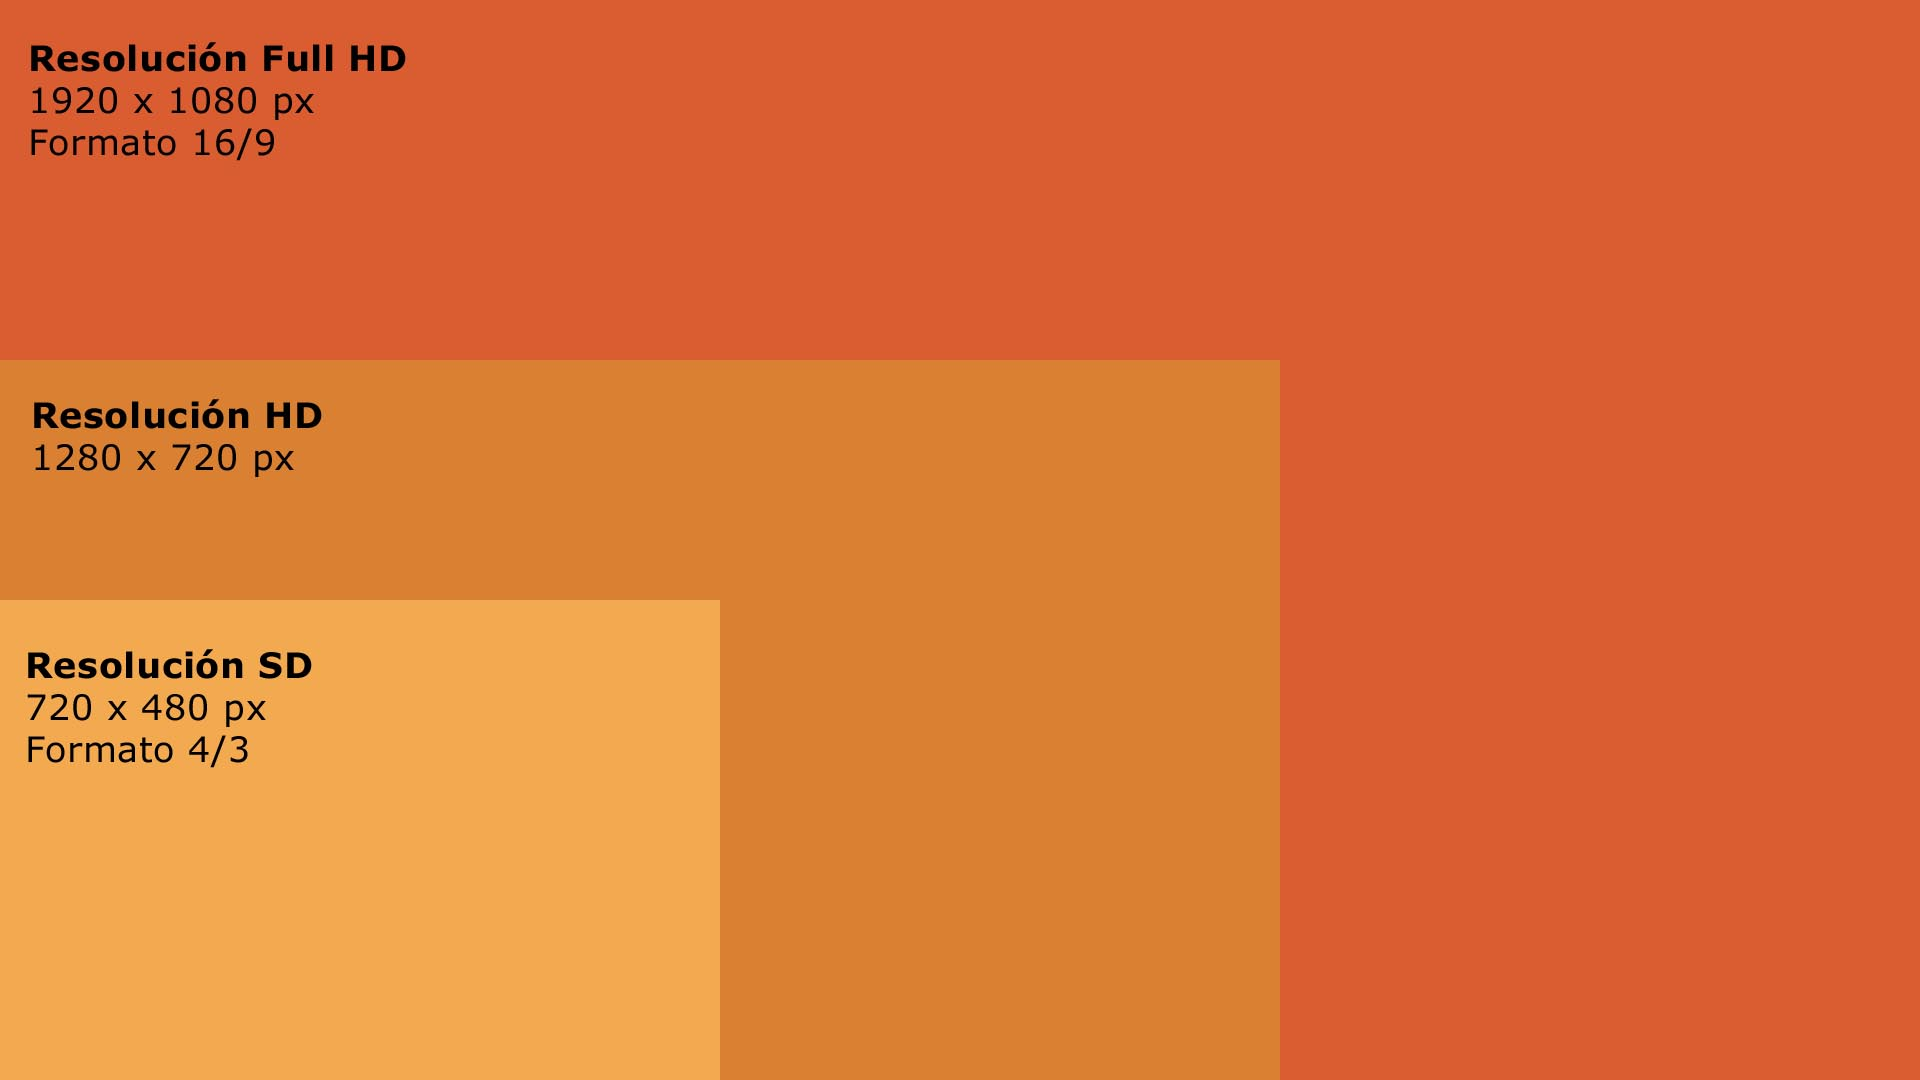 Resolución Full HD
1920 x 1080 px
Formato 16/9
Resolución HD
1280 x 720 px
Resolución SD
720 x 480 px
Formato 4/3